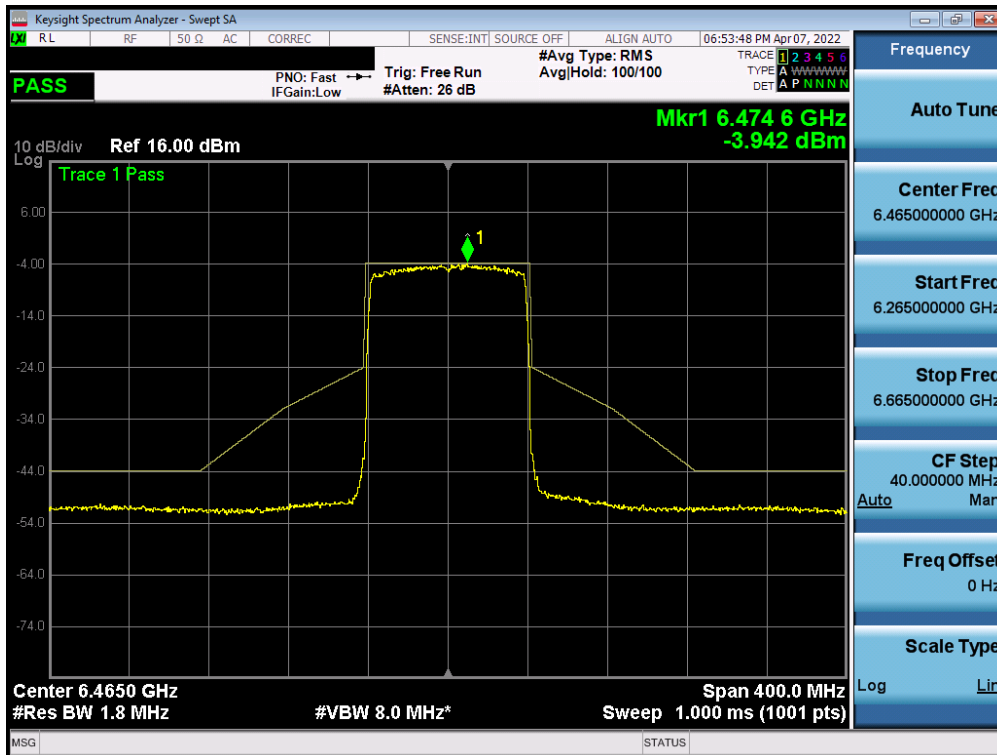 Keysight Spectrum Analyzer - Swept SA
LXI RL RF 50 Ω AC CORREC SENSE:INT SOURCE OFF ALIGN AUTO 06:53:48 PM Apr 07, 2022
PASS
PNO: Fast
IFGain:Low
Trig: Free Run
#Atten: 26 dB
#Avg Type: RMS
Avg|Hold: 100/100
TRACE 1 2 3 4 5 6
TYPE A WWWWW
DET A P N N N N
Mkr1 6.474 6 GHz
-3.942 dBm
10 dB/div Ref 16.00 dBm
Log
Trace 1 Pass
1
6.00
-4.00
-14.0
-24.0
-34.0
-44.0
-54.0
-64.0
-74.0
Center 6.4650 GHz Span 400.0 MHz
#Res BW 1.8 MHz #VBW 8.0 MHz* Sweep 1.000 ms (1001 pts)
MSG STATUS
Frequency
Auto Tune
Center Freq
6.465000000 GHz
Start Freq
6.265000000 GHz
Stop Freq
6.665000000 GHz
CF Step
40.000000 MHz
Auto Man
Freq Offset
0 Hz
Scale Type
Log Lin